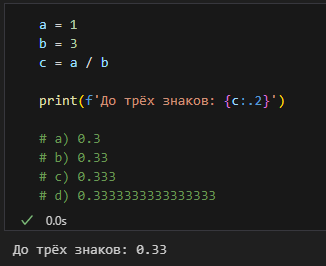 a = 1
b = 3
c = a / b
print(f'До трёх знаков: {c:.2}')
# a) 0.3
# b) 0.33
# c) 0.333
# d) 0.3333333333333333
0.0s
До трёх знаков: 0.33